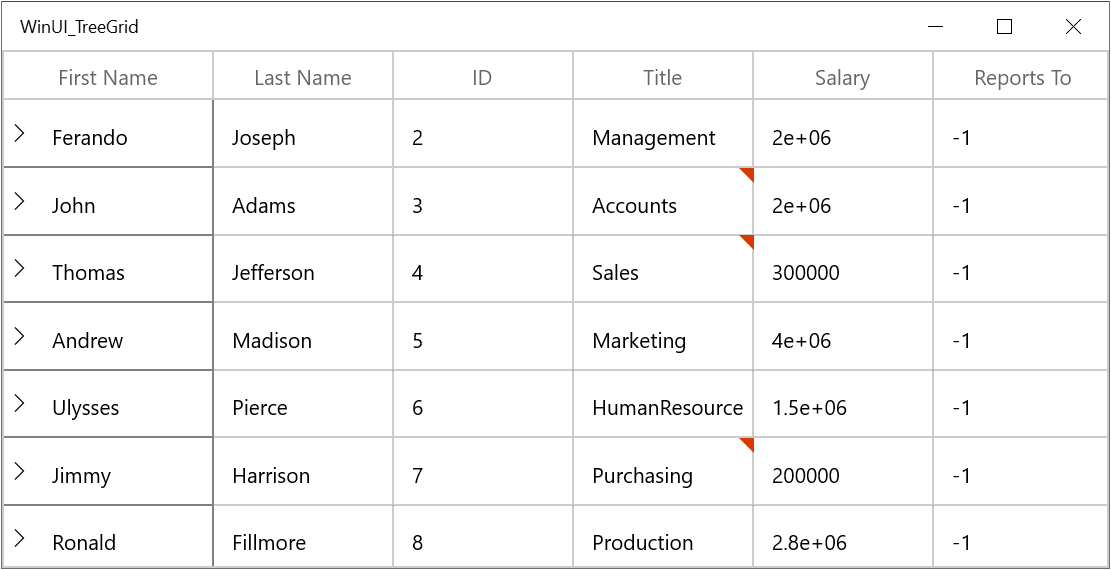 WinUI_TreeGrid
First Name Last Name ID Title Salary Reports To
Ferando Joseph 2 Management 2e+06 -1
John Adams 3 Accounts 2e+06 -1
Thomas Jefferson 4 Sales 300000 -1
Andrew Madison 5 Marketing 4e+06 -1
Ulysses Pierce 6 HumanResource 1.5e+06 -1
Jimmy Harrison 7 Purchasing 200000 -1
Ronald Fillmore 8 Production 2.8e+06 -1